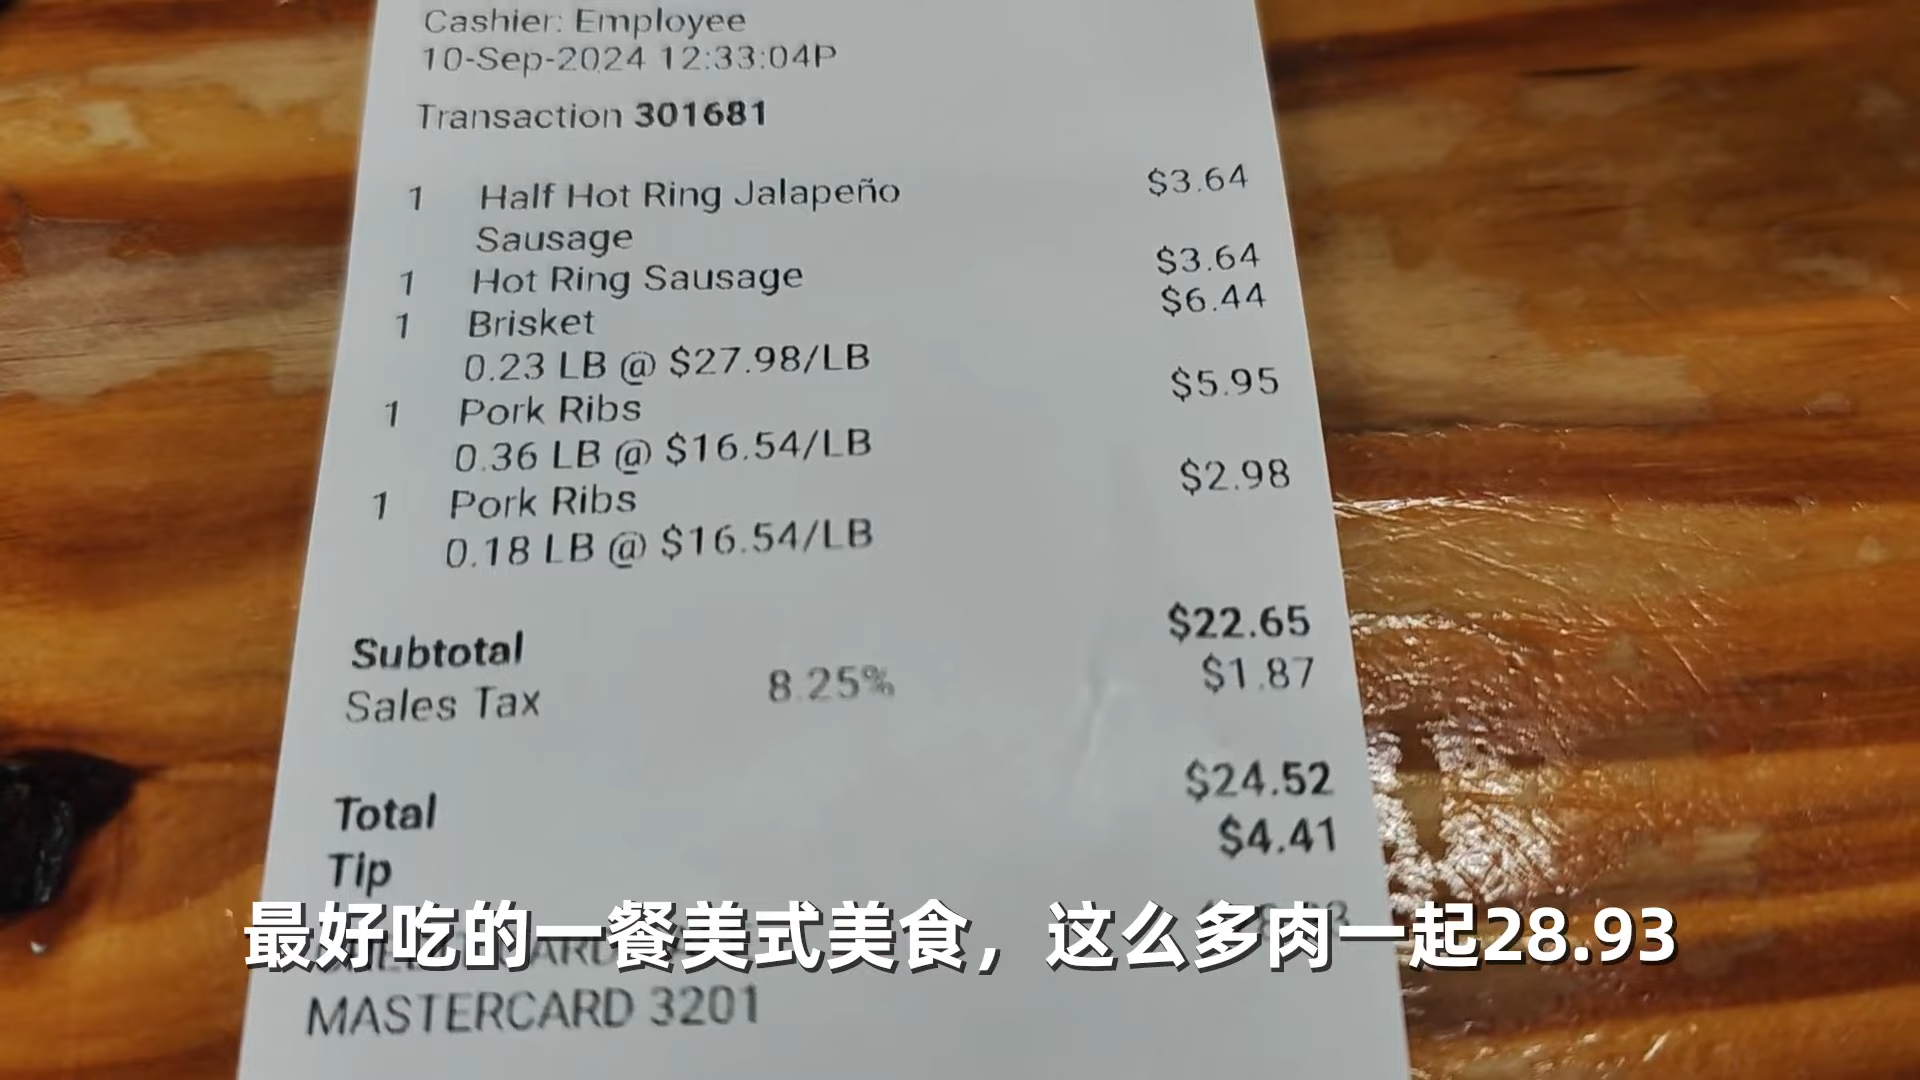 Cashier: Employee
10-Sep-2024 12:33:04P
Transaction 301681
1 Half Hot Ring Jalapeño $3.64
Sausage
1 Hot Ring Sausage $3.64
1 Brisket $6.44
0.23 LB @ $27.98/LB
1 Pork Ribs $5.95
0.36 LB @ $16.54/LB
1 Pork Ribs $2.98
0.18 LB @ $16.54/LB
Subtotal $22.65
Sales Tax 8.25% $1.87
Total $24.52
Tip $4.41
最好吃的一餐美式美食，这么多肉一起28.93
MASTERCARD 3201